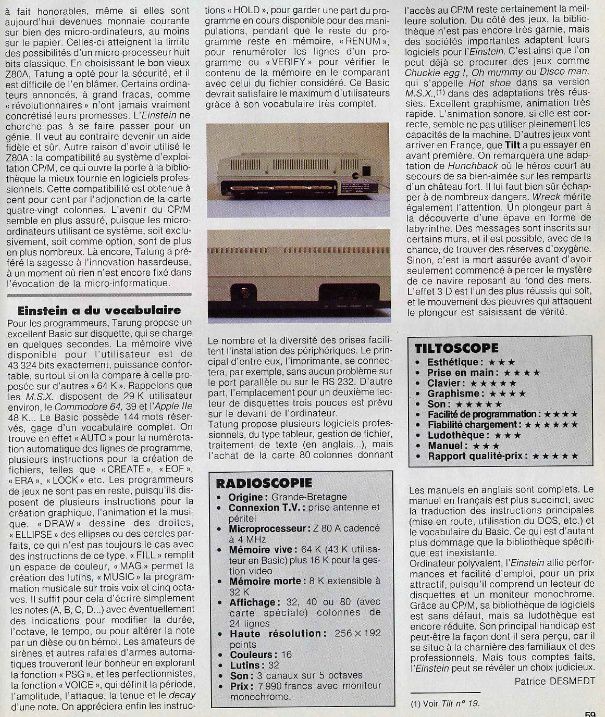 à fait honorables, même si elles sont
aujourd'hui devenues monnaie courante
sur bien des micro-ordinateurs, au moins
sur le papier. Celles-ci atteignent la limite
des possibilités d'un micro-processeur huit
bits classique. En choisissant le bon vieux
Z80A, Tatung a opté pour la sécurité, et il
est difficile de l'en blâmer. Certains ordina-
teurs annoncés, à grand fracas, comme
« révolutionnaires » n'ont jamais vraiment
concrétisé leurs promesses. L'Einstein ne
cherche pas à se faire passer pour un
génie. Il veut au contraire devenir un aide
fidèle et sûr. Autre raison d'avoir utilisé le
Z80A : la compatibilité au système d'exploi-
tation CP/M, ce qui ouvre la porte à la biblio-
thèque la mieux fournie en logiciels profes-
sionnels. Cette compatibilité est obtenue à
cent pour cent par l'adjonction de la carte
quatre-vingt colonnes. L'avenir du CP/M
semble en plus assuré, puisque les micro-
ordinateurs utilisant ce système, soit exclu-
sivement, soit comme option, sont de plus
en plus nombreux. Là encore, Tatung a pré-
féré la sagesse à l'innovation hasardeuse,
à un moment où rien n'est encore fixé dans
l'évocation de la micro-informatique.
Einstein a du vocabulaire
Pour les programmeurs, Tarung propose un
excellent Basic sur disquette, qui se charge
en quelques secondes. La mémoire vive
disponible pour l'utilisateur est de
43 324 bits exactement, puissance confor-
table, surtout si on la compare à celle pro-
posée sur d'autres « 64 K ». Rappelons que
les M.S.X. disposent de 29 K utilisateur
environ, le Commodore 64, 39 et l'Apple IIe
48 K... Le Basic possède 144 mots réser-
vés, gage d'un vocabulaire complet. On
trouve en effet « AUTO » pour la numérota-
tion automatique des lignes de programme,
plusieurs instructions pour la création de
fichiers, telles que « CREATE », « EOF »,
« ERA », « LOCK » etc. Les programmeurs
de jeux ne sont pas en reste, puisqu'ils dis-
posent de plusieurs instructions pour la
création graphique, l'animation et la musi-
que. « DRAW » dessine des droites,
« ELLIPSE » des ellipses ou des cercles par-
faits, ce qui n'est pas toujours le cas avec
des instructions de ce type. « FILL » remplit
un espace de couleur, « MAG » permet la
création des lutins, « MUSIC » la program-
mation musicale sur trois voix et cinq octa-
ves. Il suffit pour cela d'écrire simplement
les notes (A, B, C, D...) avec éventuellement
des indications pour modifier la durée,
l'octave, le tempo, ou pour altérer la note
par un dièse ou un bémol. Les amateurs de
sirènes et autres rafales d'armes automa-
tiques trouveront leur bonheur en explorant
la fonction « PSG », et les perfectionnistes,
la fonction « VOICE », qui définit la période,
l'amplitude, l'attaque, la tenue et le decay
d'une note. On appréciera enfin les instruc-
tions « HOLD », pour garder une part du pro-
gramme en cours disponible pour des mani-
pulations, pendant que le reste du pro-
gramme reste en mémoire, « RENUM »,
pour renuméroter les lignes d'un pro-
gramme ou « VERIFY » pour vérifier le
contenu de la mémoire en le comparant
avec celui du fichier considéré. Ce Basic
devrait satisfaire le maximum d'utilisateurs
grâce à son vocabulaire très complet.
Le nombre et la diversité des prises facili-
tent l'installation des périphériques. Le prin-
cipal d'entre eux, l'imprimante, se connec-
tera, par exemple, sans aucun problème sur
le port parallèle ou sur le RS 232. D'autre
part, l'emplacement pour un deuxième lec-
teur de disquettes trois pouces est prévu
sur le devant de l'ordinateur.
Tatung propose plusieurs logiciels profes-
sionnels, du type tableur, gestion de fichier,
traitement de texte (en anglais...), mais
l'achat de la carte 80 colonnes donnant
RADIOSCOPIE
• Origine : Grande-Bretagne
• Connexion T.V. : prise antenne et
péritel
• Microprocesseur : Z 80 A cadencé
à 4 MHz
• Mémoire vive : 64 K (43 K utilisa-
teur en Basic) plus 16 K pour la ges-
tion video
• Mémoire morte : 8 K extensible à
32 K
• Affichage : 32, 40 ou 80 (avec
carte spéciale) colonnes de
24 lignes
• Haute résolution : 256 × 192
points
• Couleurs : 16
• Lutins : 32
• Son : 3 canaux sur 5 octaves
• Prix : 7 990 francs avec moniteur
monochrome.
l'accès au CP/M reste certainement la meil-
leure solution. Du côté des jeux, la biblio-
thèque n'est pas encore très garnie, mais
des sociétés importantes adaptent leurs
logiciels pour l'Einstein. C'est ainsi que l'on
peut déjà se procurer des jeux comme
Chuckie egg !, Oh mummy ou Disco man,
qui s'appelle Hot shoe dans sa version
M.S.X.,(1) dans des adaptations très réus-
sies. Excellent graphisme, animation très
rapide. L'animation sonore, si elle est cor-
recte, semble ne pas utiliser pleinement les
capacités de la machine. D'autres jeux vont
arriver en France, que Tilt a pu essayer en
avant première. On remarquera une adap-
tation de Hunchback où le héros court au
secours de sa bien-aimée sur les remparts
d'un château fort. Il lui faut bien sûr échap-
per à de nombreux dangers. Wreck mérite
également l'attention. Un plongeur part à
la découverte d'une épave en forme de
labyrinthe. Des messages sont inscrits sur
certains murs, et il est possible, avec de la
chance, de trouver des réserves d'oxygène.
Sinon, c'est la mort assurée avant d'avoir
seulement commencé à percer le mystère
de ce navire reposant au fond des mers.
L'effet 3 D est l'un des plus réussis qui soit,
et le mouvement des pieuvres qui attaquent
le plongeur est saisissant de vérité.
TILTOSCOPE
• Esthétique : ★ ★ ★
• Prise en main : ★ ★ ★ ★
• Clavier : ★ ★ ★ ★ ★
• Graphisme : ★ ★ ★ ★
• Son : ★ ★ ★ ★ ★
• Facilité de programmation : ★ ★ ★ ★
• Fiabilité chargement : ★ ★ ★ ★ ★ ★
• Ludothèque : ★ ★
• Manuel : ★ ★ ★
• Rapport qualité-prix : ★ ★ ★ ★ ★
Les manuels en anglais sont complets. Le
manuel en français est plus succinct, avec
la traduction des instructions principales
(mise en route, utilisation du DOS, etc.) et
le vocabulaire du Basic. Ce qui est d'autant
plus dommage que la bibliothèque spécifi-
que est inexistante.
Ordinateur polyvalent, l'Einstein allie perfor-
mances et facilité d'emploi, pour un prix
attractif, puisqu'il comprend un lecteur de
disquettes et un moniteur monochrome.
Grâce au CP/M, sa bibliothèque de logiciels
est sans défaut, mais sa ludothèque est
encore réduite. Son principal handicap est
peut-être la façon dont il sera perçu, car il
se situe à la charnière des familiaux et des
professionnels. Mais tous comptes faits,
l'Einstein peut se révéler un choix judicieux.
Patrice DESMEDT
(1) Voir Tilt n° 19.
59